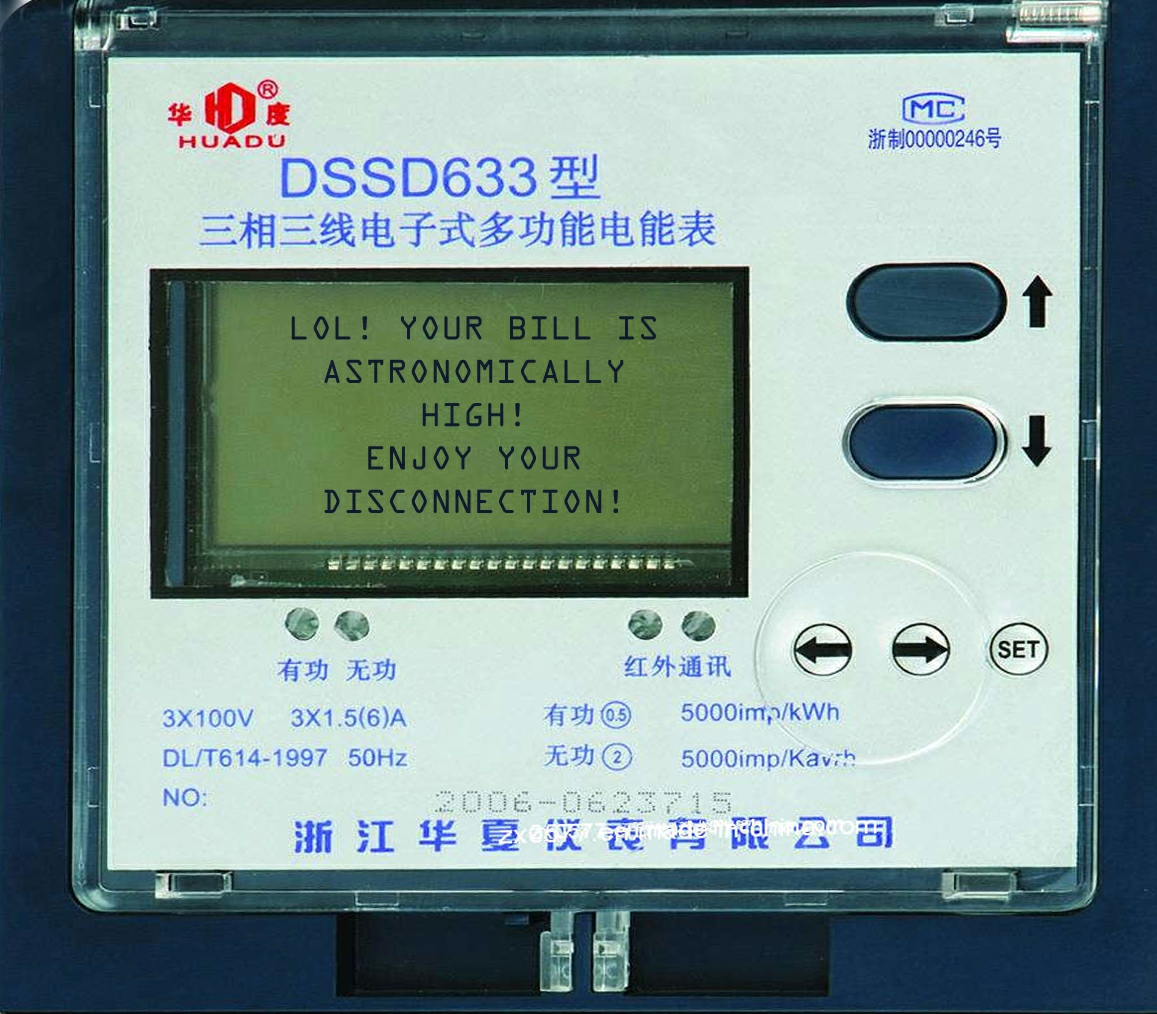 华 HD® 度
HUADU
MC
浙制00000246号
DSSD633型
三相三线电子式多功能电能表
LOL! YOUR BILL IS
ASTRONOMICALLY
HIGH!
ENJOY YOUR
DISCONNECTION!
SET
有功 无功
红外通讯
3X100V 3X1.5(6)A
有功 0.5 5000imp/kWh
DL/T614-1997 50Hz
无功 2 5000imp/Kavrh
NO:
2006-0623715
浙江华夏仪表有限公司